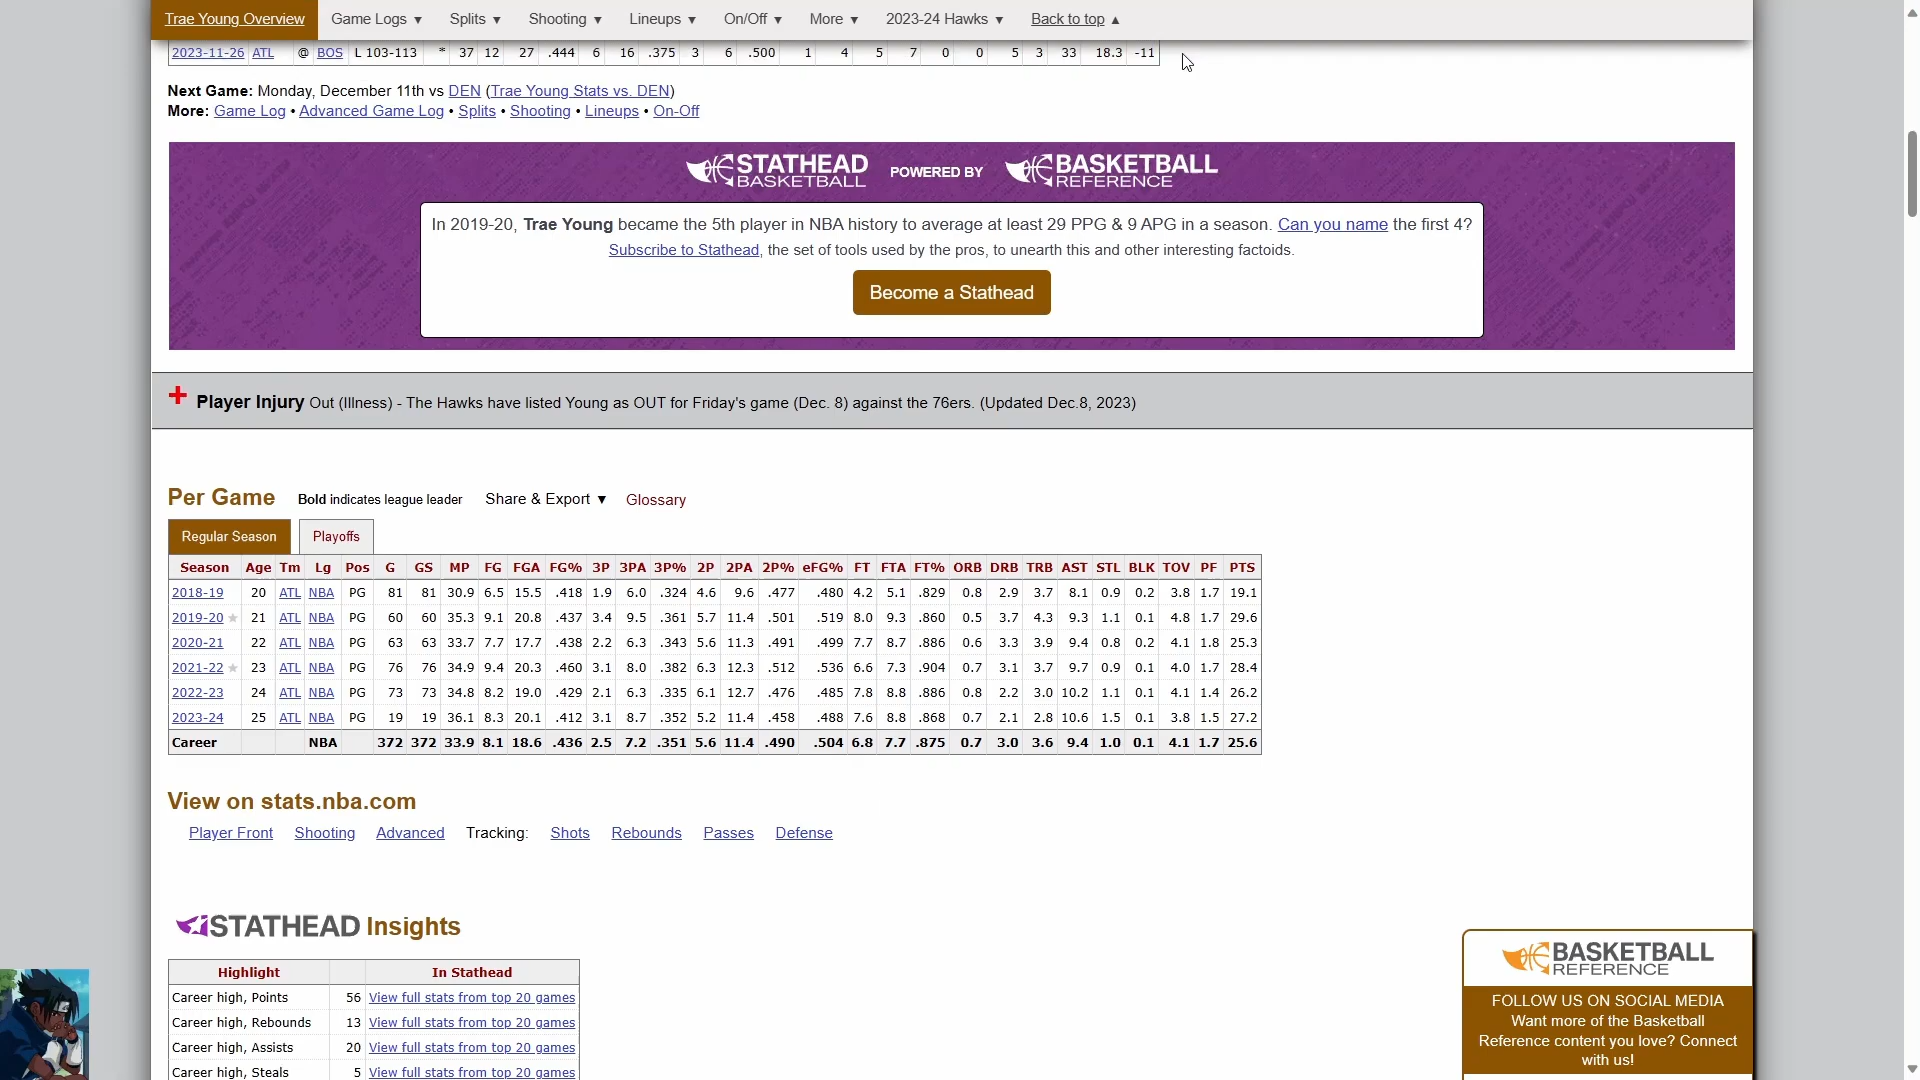 Trae Young Overview Game Logs ▼ Splits ▼ Shooting ▼ Lineups ▼ On/Off ▼ More ▼ 2023-24 Hawks ▼ Back to top ▲
2023-11-26 ATL @ BOS L 103-113 * 37 12 27 .444 6 16 .375 3 6 .500 1 4 5 7 0 0 5 3 33 18.3 -11
Next Game: Monday, December 11th vs DEN (Trae Young Stats vs. DEN)
More: Game Log • Advanced Game Log • Splits • Shooting • Lineups • On-Off
STATHEAD BASKETBALL POWERED BY BASKETBALL REFERENCE
In 2019-20, Trae Young became the 5th player in NBA history to average at least 29 PPG & 9 APG in a season. Can you name the first 4?
Subscribe to Stathead, the set of tools used by the pros, to unearth this and other interesting factoids.
Become a Stathead
Player Injury Out (Illness) - The Hawks have listed Young as OUT for Friday's game (Dec. 8) against the 76ers. (Updated Dec.8, 2023)
Per Game Bold indicates league leader Share & Export ▼ Glossary
Regular Season Playoffs
Season Age Tm Lg Pos G GS MP FG FGA FG% 3P 3PA 3P% 2P 2PA 2P% eFG% FT FTA FT% ORB DRB TRB AST STL BLK TOV PF PTS
2018-19 20 ATL NBA PG 81 81 30.9 6.5 15.5 .418 1.9 6.0 .324 4.6 9.6 .477 .480 4.2 5.1 .829 0.8 2.9 3.7 8.1 0.9 0.2 3.8 1.7 19.1
2019-20 ★ 21 ATL NBA PG 60 60 35.3 9.1 20.8 .437 3.4 9.5 .361 5.7 11.4 .501 .519 8.0 9.3 .860 0.5 3.7 4.3 9.3 1.1 0.1 4.8 1.7 29.6
2020-21 22 ATL NBA PG 63 63 33.7 7.7 17.7 .438 2.2 6.3 .343 5.6 11.3 .491 .499 7.7 8.7 .886 0.6 3.3 3.9 9.4 0.8 0.2 4.1 1.8 25.3
2021-22 ★ 23 ATL NBA PG 76 76 34.9 9.4 20.3 .460 3.1 8.0 .382 6.3 12.3 .512 .536 6.6 7.3 .904 0.7 3.1 3.7 9.7 0.9 0.1 4.0 1.7 28.4
2022-23 24 ATL NBA PG 73 73 34.8 8.2 19.0 .429 2.1 6.3 .335 6.1 12.7 .476 .485 7.8 8.8 .886 0.8 2.2 3.0 10.2 1.1 0.1 4.1 1.4 26.2
2023-24 25 ATL NBA PG 19 19 36.1 8.3 20.1 .412 3.1 8.7 .352 5.2 11.4 .458 .488 7.6 8.8 .868 0.7 2.1 2.8 10.6 1.5 0.1 3.8 1.5 27.2
Career NBA 372 372 33.9 8.1 18.6 .436 2.5 7.2 .351 5.6 11.4 .490 .504 6.8 7.7 .875 0.7 3.0 3.6 9.4 1.0 0.1 4.1 1.7 25.6
View on stats.nba.com
Player Front Shooting Advanced Tracking: Shots Rebounds Passes Defense
STATHEAD Insights
Highlight In Stathead
Career high, Points 56 View full stats from top 20 games
Career high, Rebounds 13 View full stats from top 20 games
Career high, Assists 20 View full stats from top 20 games
Career high, Steals 5 View full stats from top 20 games
BASKETBALL REFERENCE
FOLLOW US ON SOCIAL MEDIA
Want more of the Basketball
Reference content you love? Connect
with us!